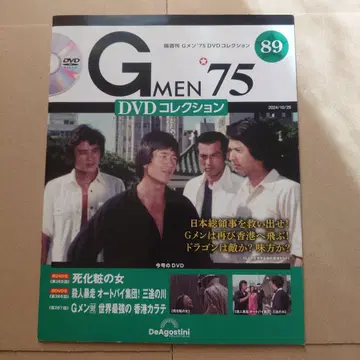 隔週刊 Gメン'75 DVDコレクション
89
DVD
G MEN '75
DVDコレクション
2024/10/29
日本総領事を救い出せ!
Gメンは再び香港へ飛ぶ!
ドラゴンは敵か?味方か?
今号のDVD
死化粧の女
殺人暴走 オートバイ集団! 三途の川
Gメン対世界最強の香港カラテ
DeAGOSTINI